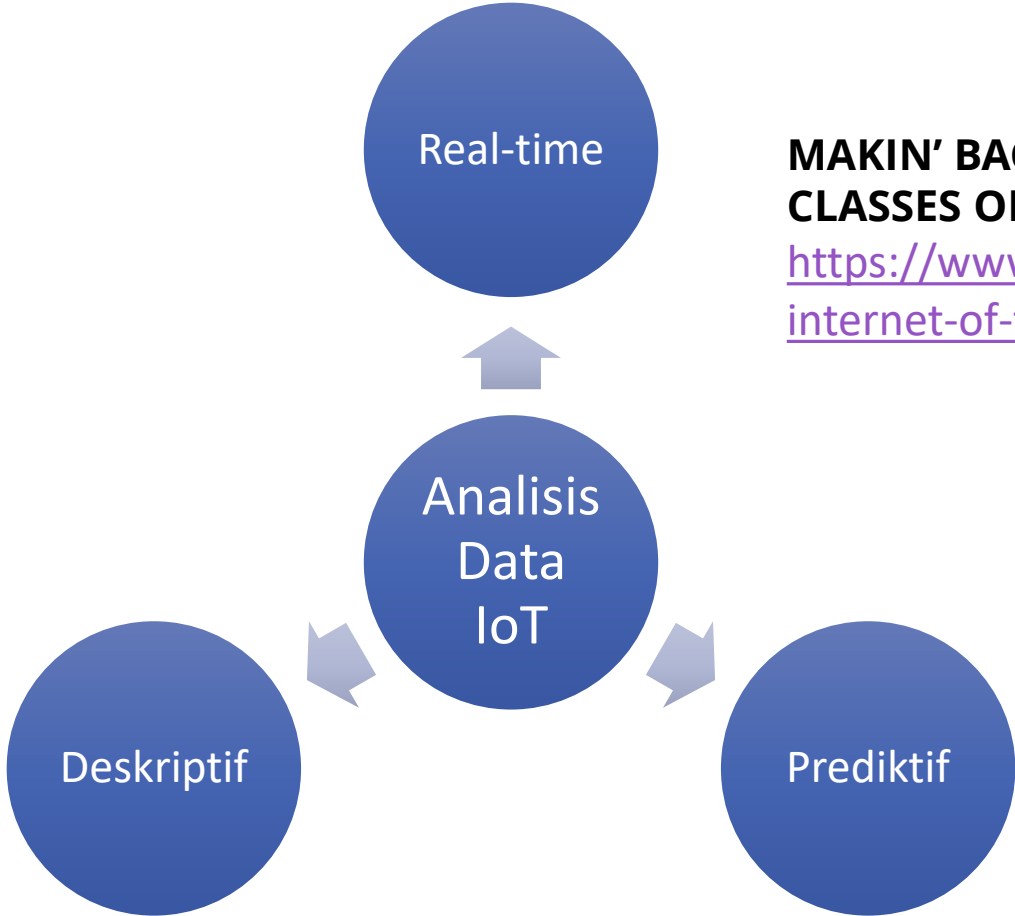 Real-time
MAKIN’ BA
CLASSES O
https://ww
internet-of-
Analisis
Data
IoT
Deskriptif
Prediktif